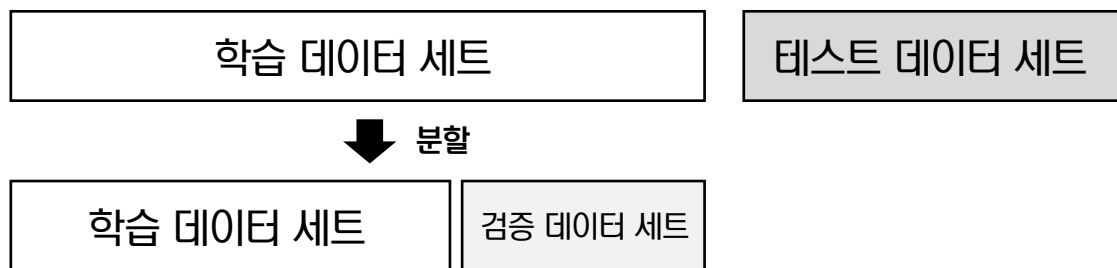 학습 데이터 세트
테스트 데이터 세트
분할
학습 데이터 세트
검증 데이터 세트